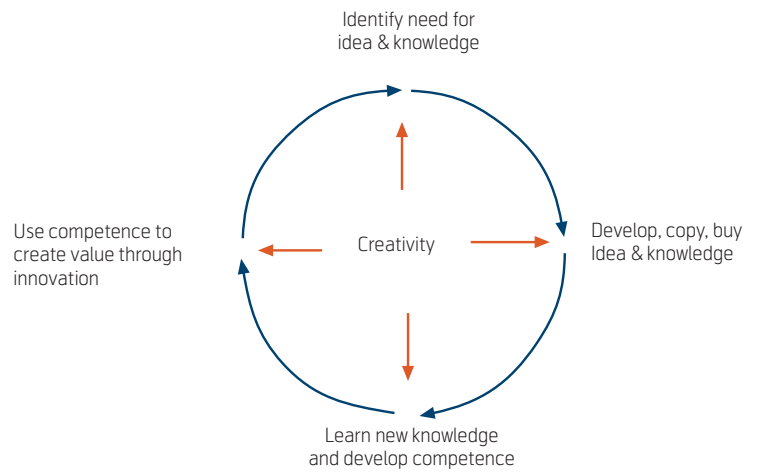 Identify need for
idea & knowledge
Use competence to
create value through
innovation
Creativity
Develop, copy, buy
Idea & knowledge
Learn new knowledge
and develop competence